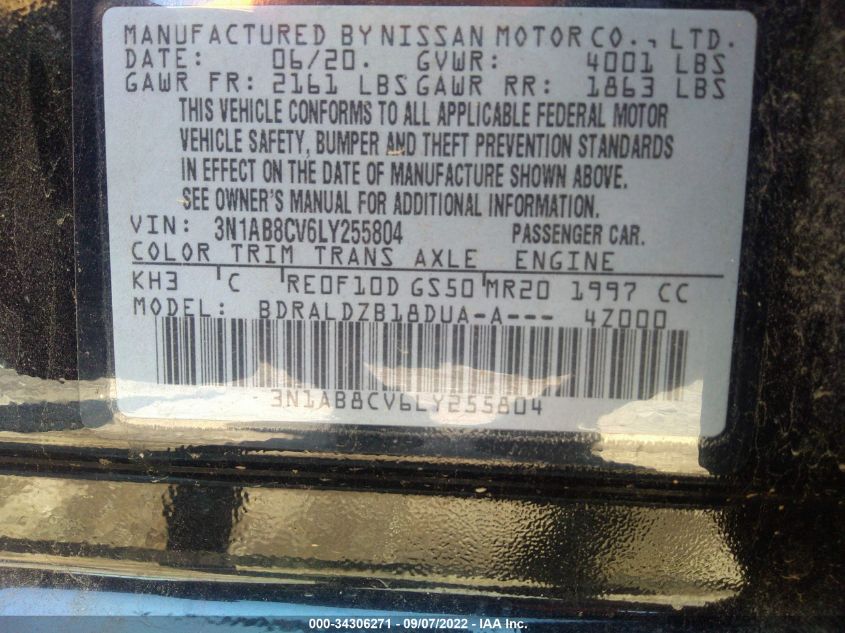 MANUFACTURED BY NISSAN MOTOR CO., LTD.
DATE: 06/20. GVWR: 4001 LBS
GAWR FR: 2161 LBS GAWR RR: 1863 LBS
THIS VEHICLE CONFORMS TO ALL APPLICABLE FEDERAL MOTOR
VEHICLE SAFETY, BUMPER AND THEFT PREVENTION STANDARDS
IN EFFECT ON THE DATE OF MANUFACTURE SHOWN ABOVE.
SEE OWNER'S MANUAL FOR ADDITIONAL INFORMATION.
VIN: 3N1AB8CV6LY255804 PASSENGER CAR.
COLOR TRIM TRANS AXLE ENGINE
KH3 C RE0F10D GS50 MR20 1997 CC
MODEL: BDRALDZB18DUA-A--- 4Z000
3N1AB8CV6LY255804
000-34306271 - 09/07/2022 - IAA Inc.